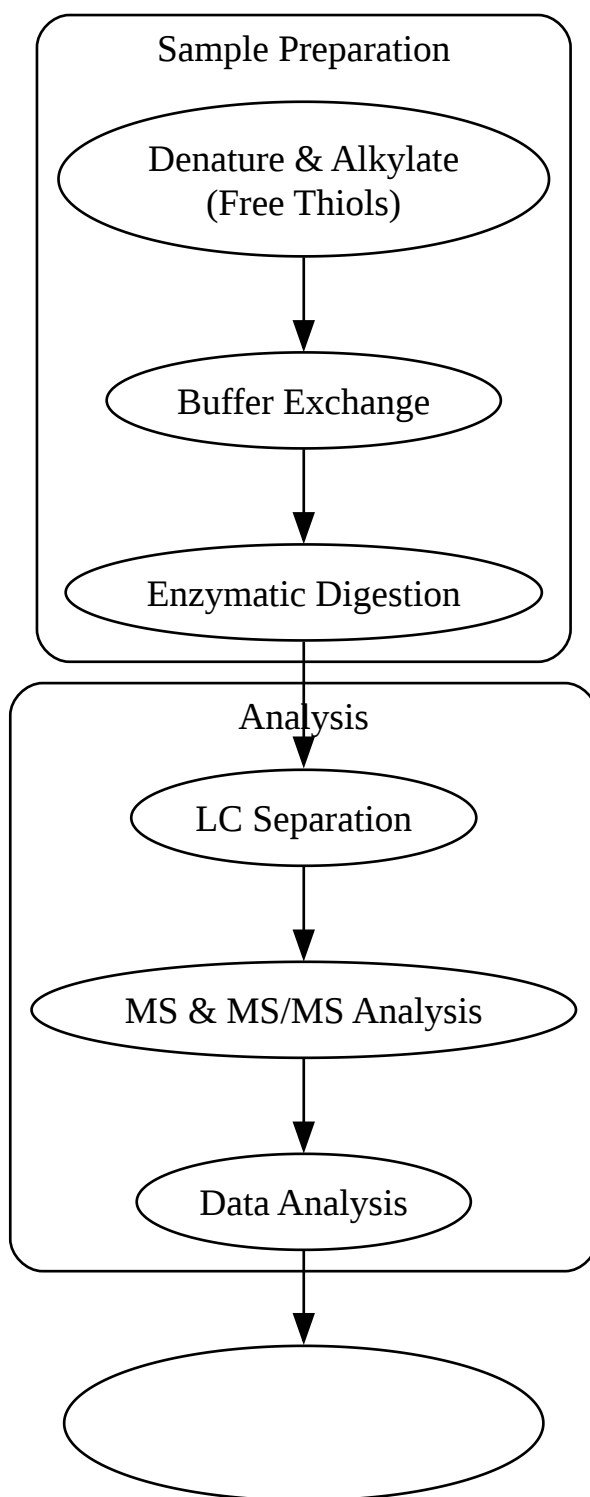 Sample Preparation
Denature & Alkylate
(Free Thiols)
Buffer Exchange
Enzymatic Digestion
Analysis
LC Separation
MS & MS/MS Analysis
Data Analysis